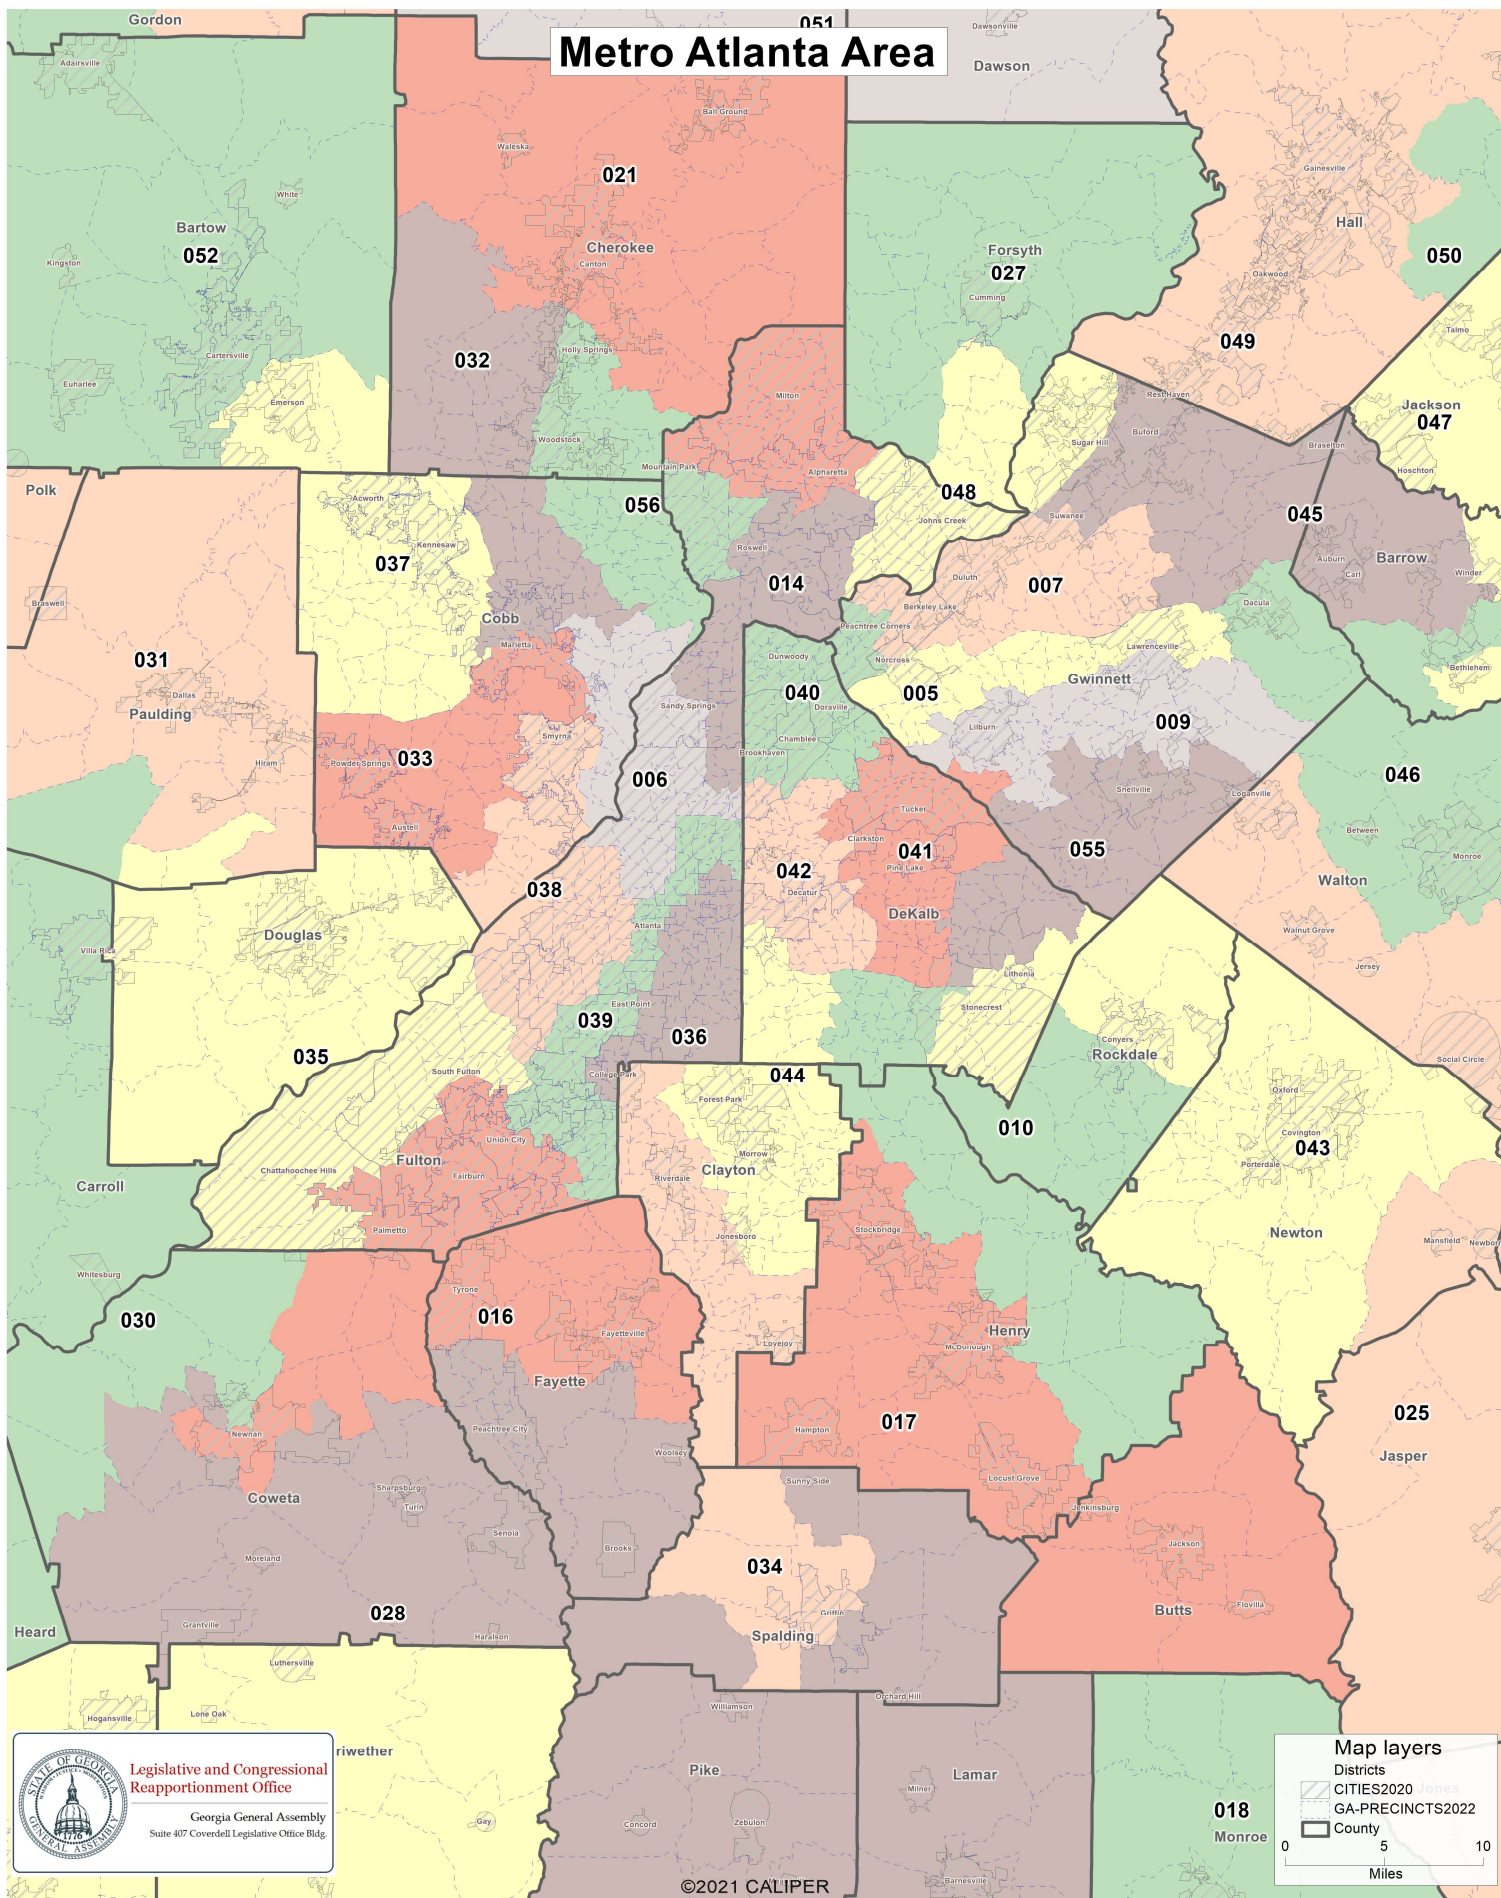 Gordon
051
Dawsonville
Metro Atlanta Area
Dawson
Adairsville
Ball Ground
Waleska
Gainesville
021
White
Hall
Bartow
Cherokee
Forsyth
052
050
Kingston
Canton
027
Oakwood
Cumming
Talmo
Holly Springs
049
Cartersville
032
Euharlee
Milton
Rest Haven
Emerson
Jackson
047
Woodstock
Sugar Hill
Buford
Braselton
Mountain Park
Alpharetta
Hoschton
Polk
Acworth
048
056
045
Suwanee
Johns Creek
Kennesaw
Roswell
037
Auburn
Barrow
Carl
Winder
014
Duluth
007
Braswell
Berkeley Lake
Dacula
Cobb
Peachtree Corners
Marietta
Lawrenceville
031
Dunwoody
Norcross
Bethlehem
Dallas
040
005
Gwinnett
Paulding
Sandy Springs
Doraville
Lilburn
009
Smyrna
Chamblee
Hiram
Powder Springs
033
Brookhaven
006
046
Snellville
Loganville
Tucker
Austell
Clarkston
Between
041
055
Monroe
042
Pine Lake
038
Decatur
Walton
DeKalb
Douglas
Atlanta
Walnut Grove
Villa Rica
Jersey
Lithonia
East Point
Stonecrest
039
036
Conyers
035
Rockdale
Social Circle
South Fulton
College Park
044
Oxford
Forest Park
010
Covington
Union City
043
Morrow
Fulton
Porterdale
Chattahoochee Hills
Clayton
Fairburn
Riverdale
Carroll
Palmetto
Stockbridge
Newton
Jonesboro
Mansfield
Newborn
Whitesburg
Tyrone
030
016
Henry
Fayetteville
Lovejoy
McDonough
Fayette
025
017
Peachtree City
Hampton
Newnan
Woolsey
Jasper
Sunny Side
Locust Grove
Sharpsburg
Coweta
Turin
Jenkinsburg
Senoia
Jackson
Brooks
Moreland
034
Flovilla
Butts
028
Griffin
Grantville
Heard
Haralson
Spalding
Luthersville
Orchard Hill
Williamson
Hogansville
Lone Oak
riwether
Pike
Lamar
Milner
Jones
018
Monroe
Gay
Concord
Zebulon
Barnesville
STATE OF GEORGIA
GENERAL ASSEMBLY
1776
Legislative and Congressional
Reapportionment Office
Georgia General Assembly
Suite 407 Coverdell Legislative Office Bldg.
Map layers
Districts
CITIES2020
GA-PRECINCTS2022
County
0 5 10
Miles
©2021 CALIPER